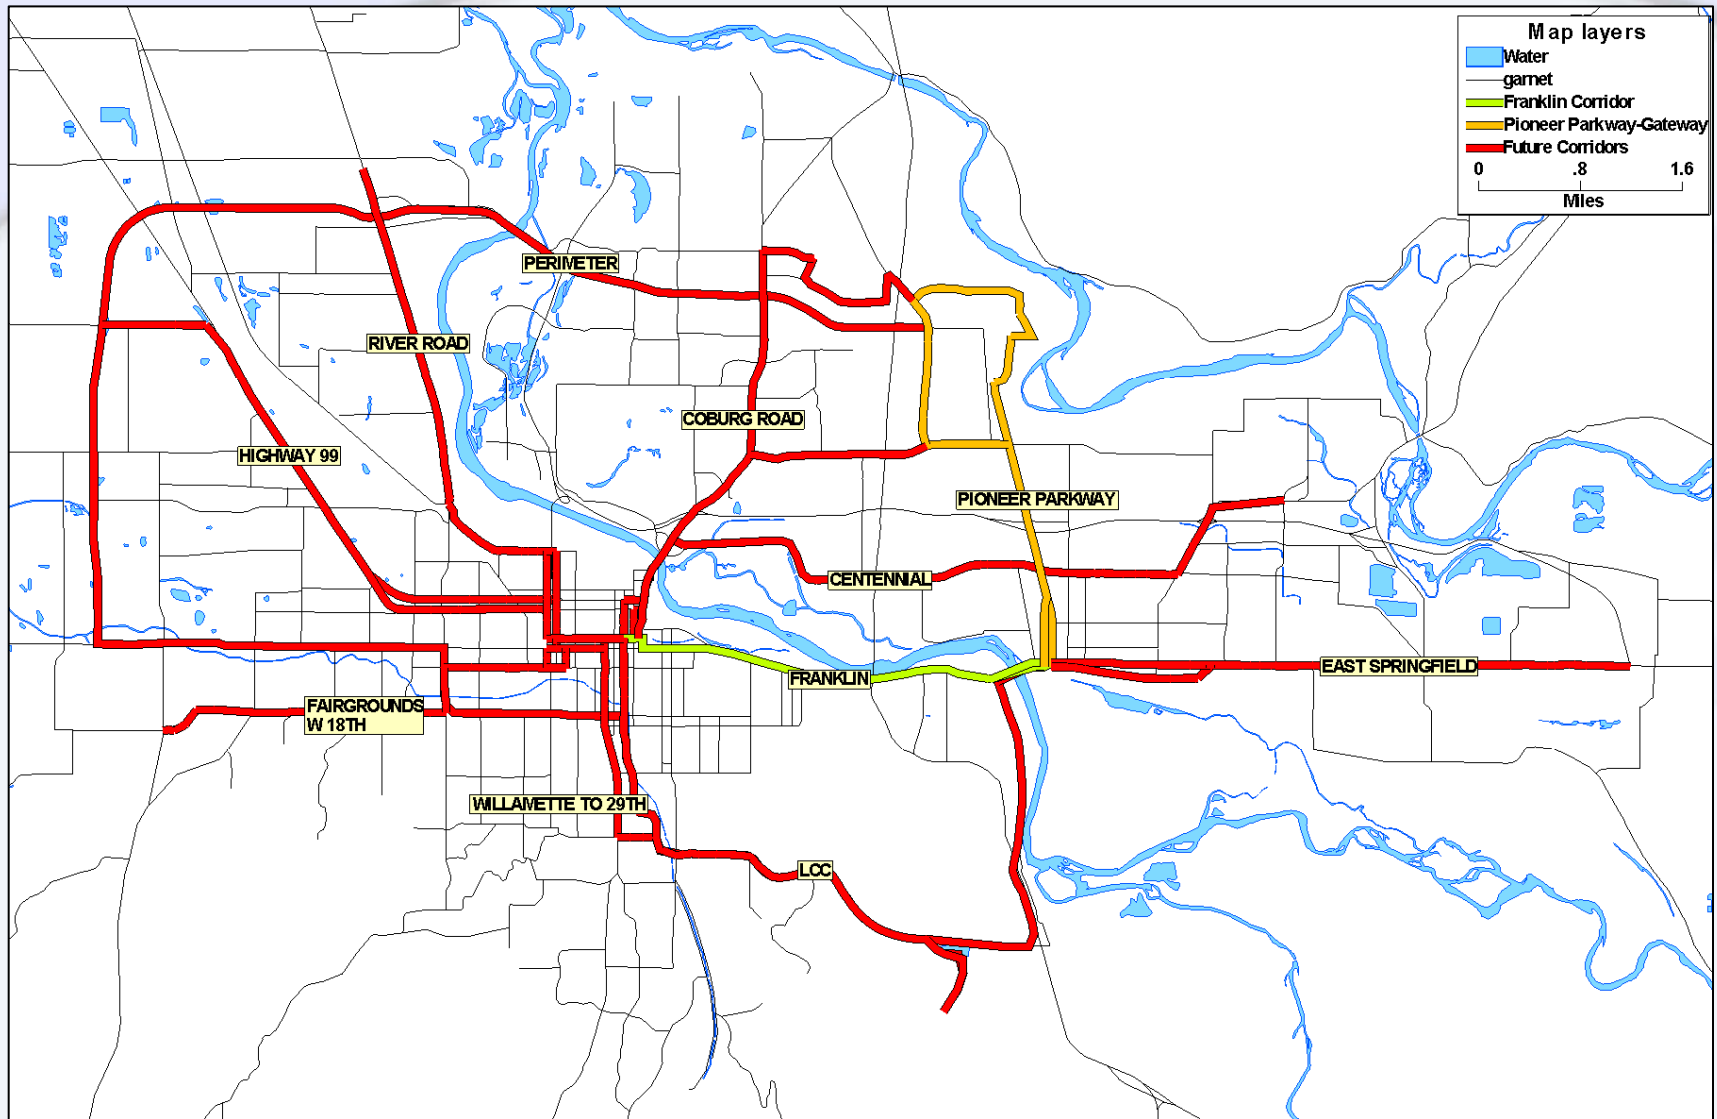 Map layers
Water
garnet
Franklin Corridor
Pioneer Parkway-Gateway
Future Corridors
0 .8 1.6
Miles
PERIMETER
RIVER ROAD
COBURG ROAD
HIGHWAY 99
PIONEER PARKWAY
CENTENNIAL
EAST SPRINGFIELD
FRANKLIN
FAIRGROUNDS
W 18TH
WILLAMETTE TO 29TH
LCC